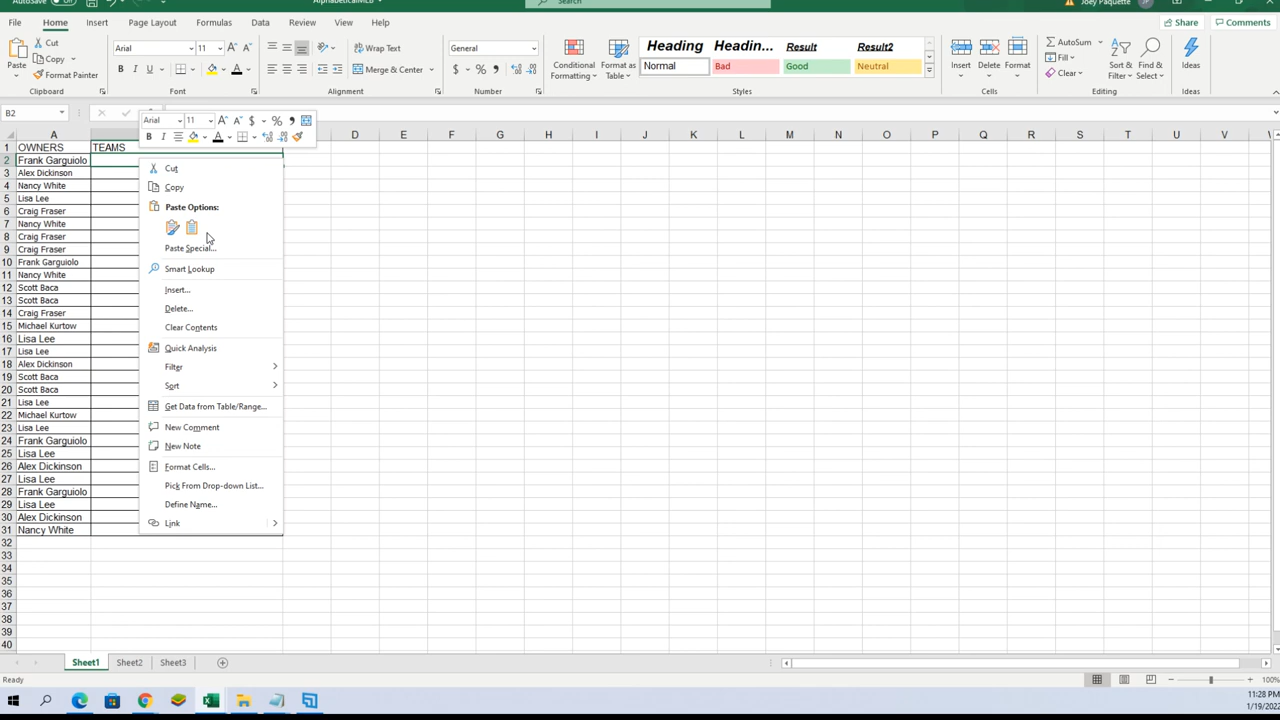 AutoSave
AlphabeticalMLB
Search
Joey Paquette
JP
File Home Insert Page Layout Formulas Data Review View Help
Share Comments
Paste
Cut
Copy
Format Painter
Arial 11
B I U
Wrap Text
Merge & Center
General
$ % ,
Conditional Formatting
Format as Table
Heading Headin... Result Result2
Normal Bad Good Neutral
Insert Delete Format
AutoSum
Fill
Clear
Sort & Filter
Find & Select
Ideas
Clipboard Font Alignment Number Styles Cells Editing Ideas
B2
Arial 11 A A $ % ,
B I A
A D E F G H I J K L M N O P Q R S T U V
1 OWNERS TEAMS
2 Frank Garguiolo
3 Alex Dickinson
4 Nancy White
5 Lisa Lee
6 Craig Fraser
7 Nancy White
8 Craig Fraser
9 Craig Fraser
10 Frank Garguiolo
11 Nancy White
12 Scott Baca
13 Scott Baca
14 Craig Fraser
15 Michael Kurtow
16 Lisa Lee
17 Lisa Lee
18 Alex Dickinson
19 Scott Baca
20 Scott Baca
21 Lisa Lee
22 Michael Kurtow
23 Lisa Lee
24 Frank Garguiolo
25 Lisa Lee
26 Alex Dickinson
27 Lisa Lee
28 Frank Garguiolo
29 Lisa Lee
30 Alex Dickinson
31 Nancy White
32
33
34
35
36
37
38
39
40
Cut
Copy
Paste Options:
Paste Special...
Smart Lookup
Insert...
Delete...
Clear Contents
Quick Analysis
Filter
Sort
Get Data from Table/Range...
New Comment
New Note
Format Cells...
Pick From Drop-down List...
Define Name...
Link
Sheet1 Sheet2 Sheet3
Ready
100%
11:28 PM
1/19/2022